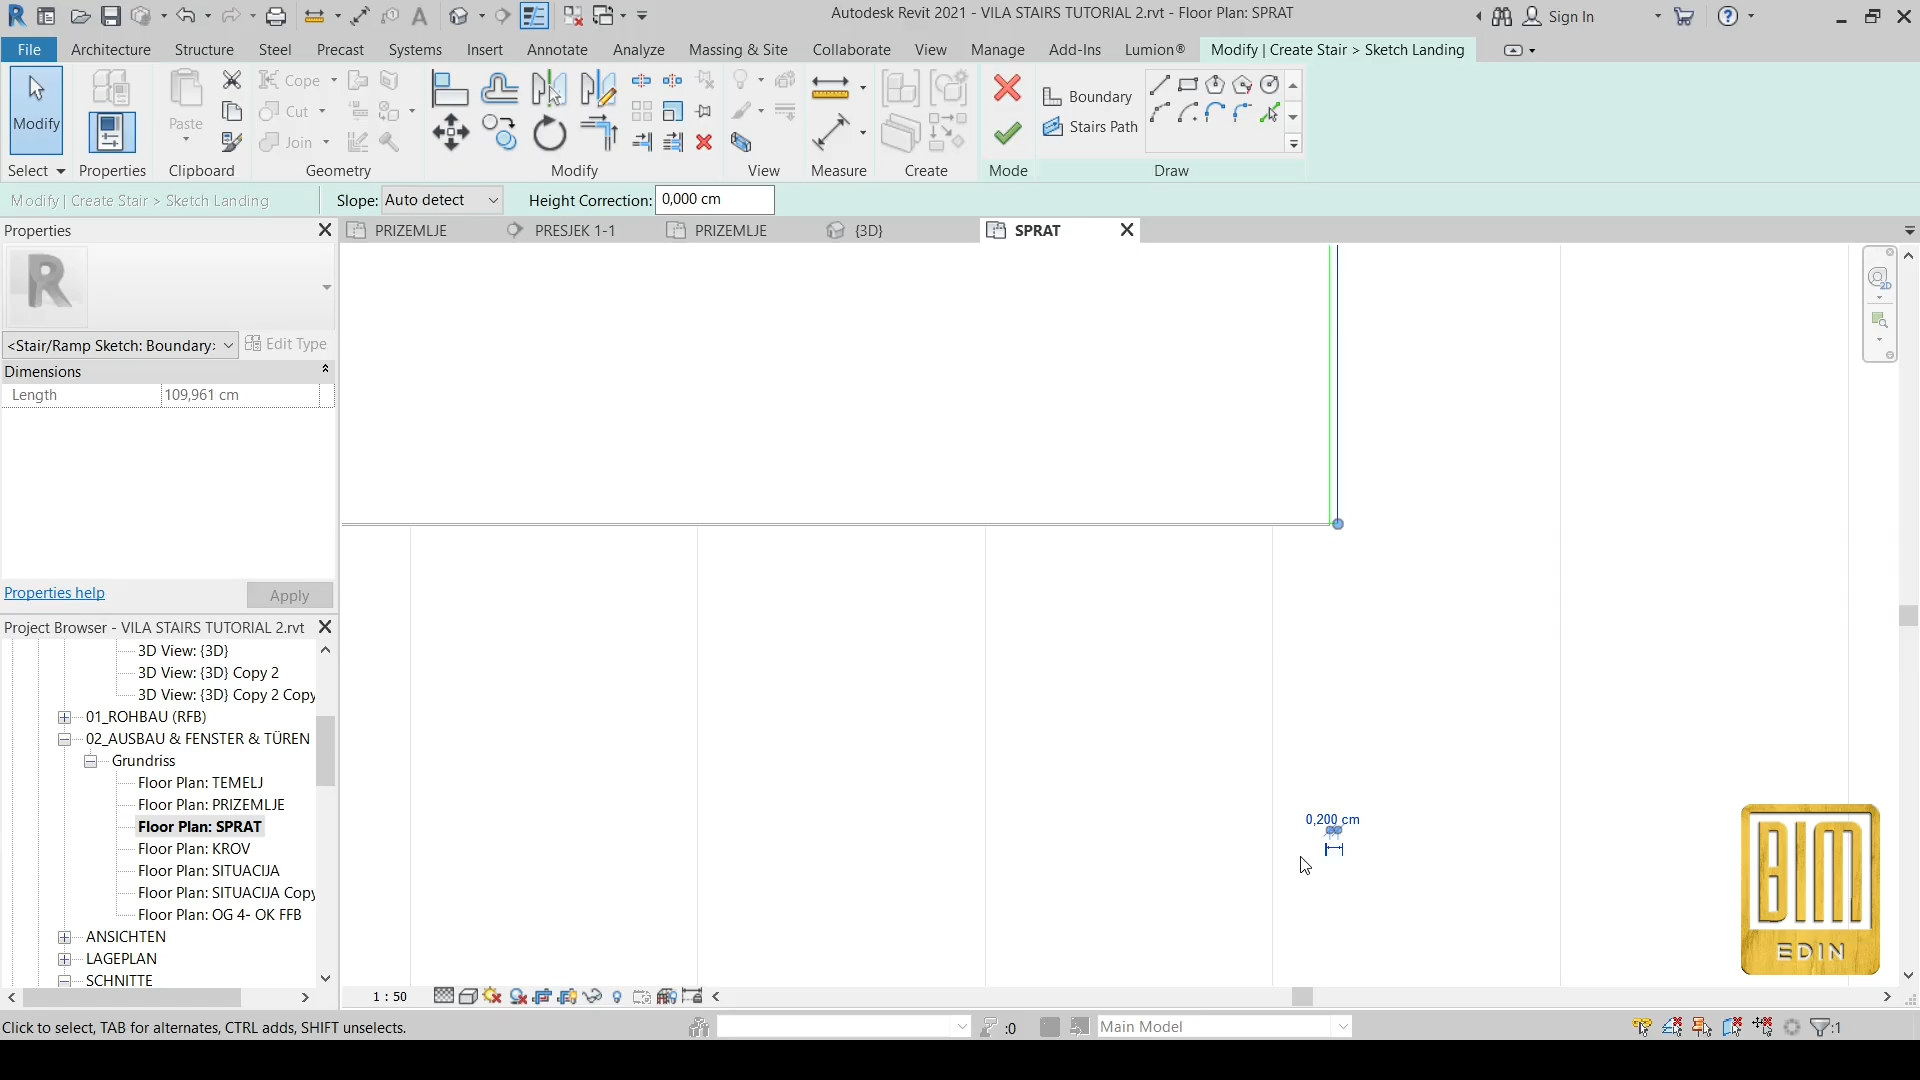 Autodesk Revit 2021 - VILA STAIRS TUTORIAL 2.rvt - Floor Plan: SPRAT
Sign In
File Architecture Structure Steel Precast Systems Insert Annotate Analyze Massing & Site Collaborate View Manage Add-Ins Lumion® Modify | Create Stair > Sketch Landing
Modify
Paste
Cope
Cut
Join
Boundary
Stairs Path
Select Properties Clipboard Geometry Modify View Measure Create Mode Draw
Modify | Create Stair > Sketch Landing Slope: Auto detect Height Correction: 0,000 cm
Properties
PRIZEMLJE PRESJEK 1-1 PRIZEMLJE {3D} SPRAT
2D
<Stair/Ramp Sketch: Boundary: Edit Type
Dimensions
Length 109,961 cm
Properties help Apply
Project Browser - VILA STAIRS TUTORIAL 2.rvt
3D View: {3D}
3D View: {3D} Copy 2
3D View: {3D} Copy 2 Copy
01_ROHBAU (RFB)
02_AUSBAU & FENSTER & TÜREN
Grundriss
Floor Plan: TEMELJ
Floor Plan: PRIZEMLJE
Floor Plan: SPRAT
Floor Plan: KROV
Floor Plan: SITUACIJA
Floor Plan: SITUACIJA Copy
Floor Plan: OG 4- OK FFB
ANSICHTEN
LAGEPLAN
SCHNITTE
0,200 cm
BIM
EDIN
1 : 50
Click to select, TAB for alternates, CTRL adds, SHIFT unselects.
:0
Main Model
:1